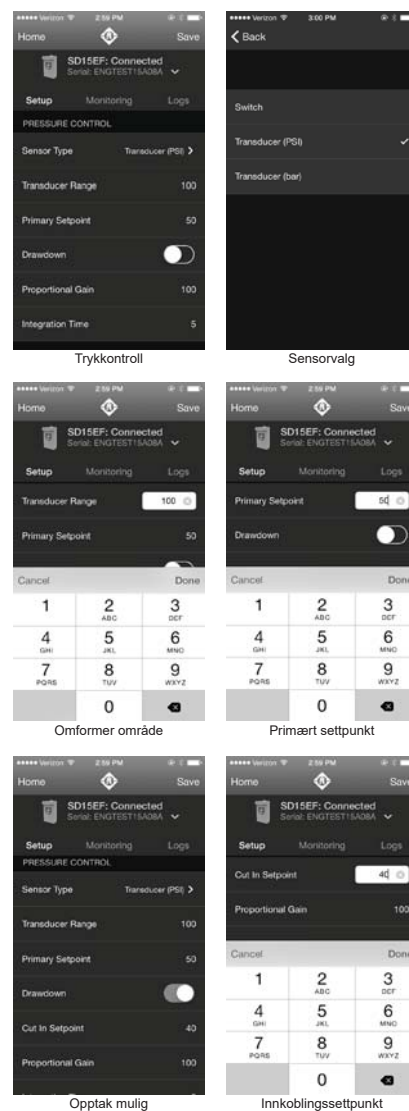 Verizon 2:59 PM
Home Save
SD15EF: Connected
Serial: ENGTEST15A08A
Setup Monitoring Logs
PRESSURE CONTROL
Sensor Type Transducer (PSI)
Transducer Range 100
Primary Setpoint 50
Drawdown
Proportional Gain 100
Integration Time 5
Trykkontroll
Verizon 3:00 PM
Back
Switch
Transducer (PSI)
Transducer (bar)
Sensorvalg
Verizon 2:59 PM
Home Save
SD15EF: Connected
Serial: ENGTEST15A08A
Setup Monitoring Logs
Transducer Range 100
Primary Setpoint 50
Cancel Done
1 2 3
ABC DEF
4 5 6
GHI JKL MNO
7 8 9
PQRS TUV WXYZ
0
Omformer område
Verizon 2:59 PM
Home Save
SD15EF: Connected
Serial: ENGTEST15A08A
Setup Monitoring Logs
Primary Setpoint 50
Drawdown
Cancel Done
1 2 3
ABC DEF
4 5 6
GHI JKL MNO
7 8 9
PQRS TUV WXYZ
0
Primært settpunkt
Verizon 2:59 PM
Home Save
SD15EF: Connected
Serial: ENGTEST15A08A
Setup Monitoring Logs
PRESSURE CONTROL
Sensor Type Transducer (PSI)
Transducer Range 100
Primary Setpoint 50
Drawdown
Cut In Setpoint 40
Proportional Gain 100
Opptak mulig
Verizon 2:59 PM
Home Save
SD15EF: Connected
Serial: ENGTEST15A08A
Setup Monitoring Logs
Cut In Setpoint 40
Proportional Gain 100
Cancel Done
1 2 3
ABC DEF
4 5 6
GHI JKL MNO
7 8 9
PQRS TUV WXYZ
0
Innkoblingssettpunkt